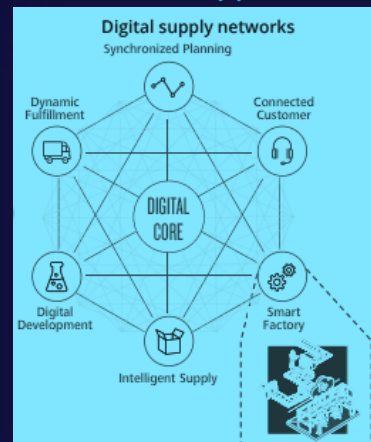 Digital supply networks
Synchronized Planning
Dynamic
Fulfillment
Connected
Customer
DIGITAL
CORE
Digital
Development
Smart
Factory
Intelligent Supply